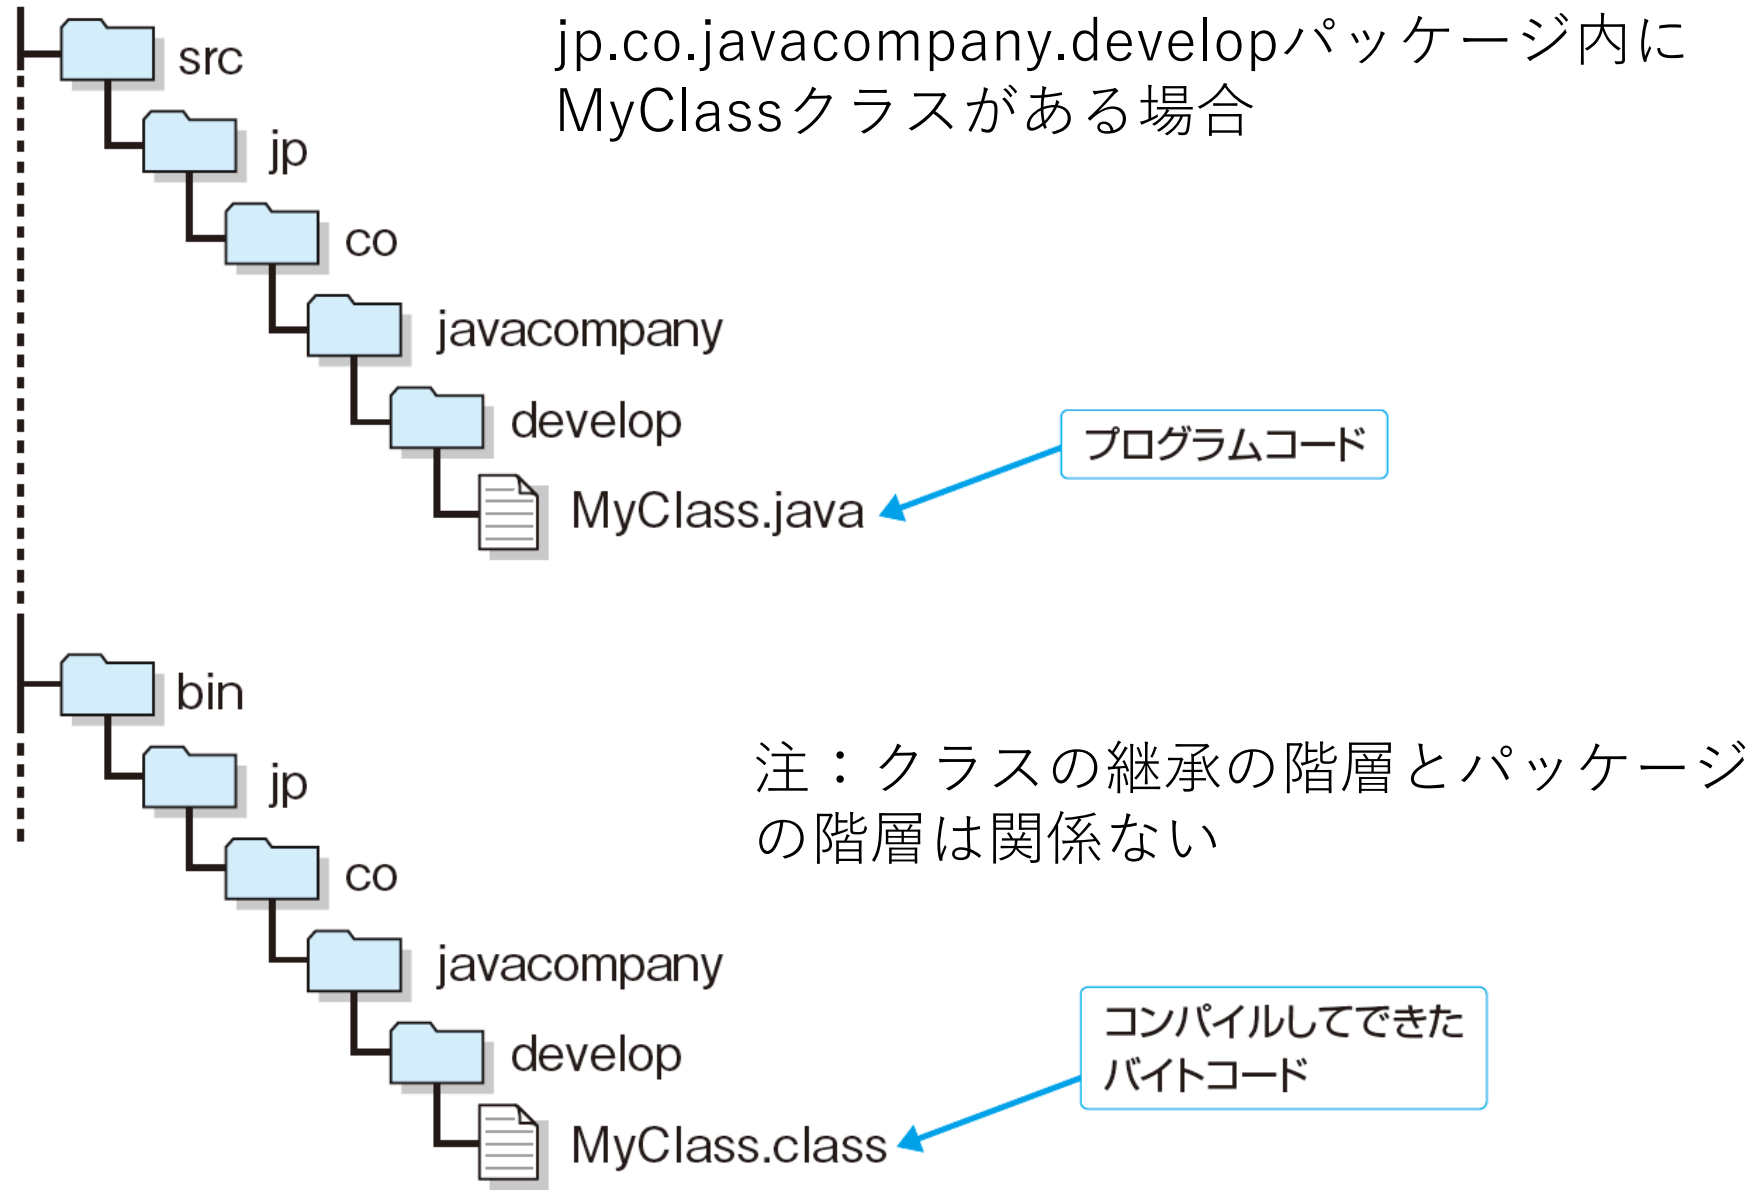 jp.co.javacompany.developパッケージ内に
MyClassクラスがある場合
src
jp
co
javacompany
develop
プログラムコード
MyClass.java
bin
注：クラスの継承の階層とパッケージ
の階層は関係ない
jp
co
javacompany
コンパイルしてできた
バイトコード
develop
MyClass.class